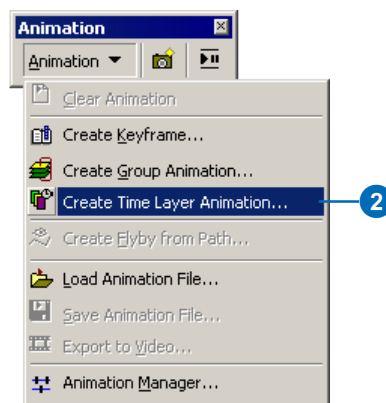 Animation
Animation
Clear Animation
Create Keyframe...
Create Group Animation...
Create Time Layer Animation...
2
Create Flyby from Path...
Load Animation File...
Save Animation File...
Export to Video...
Animation Manager...